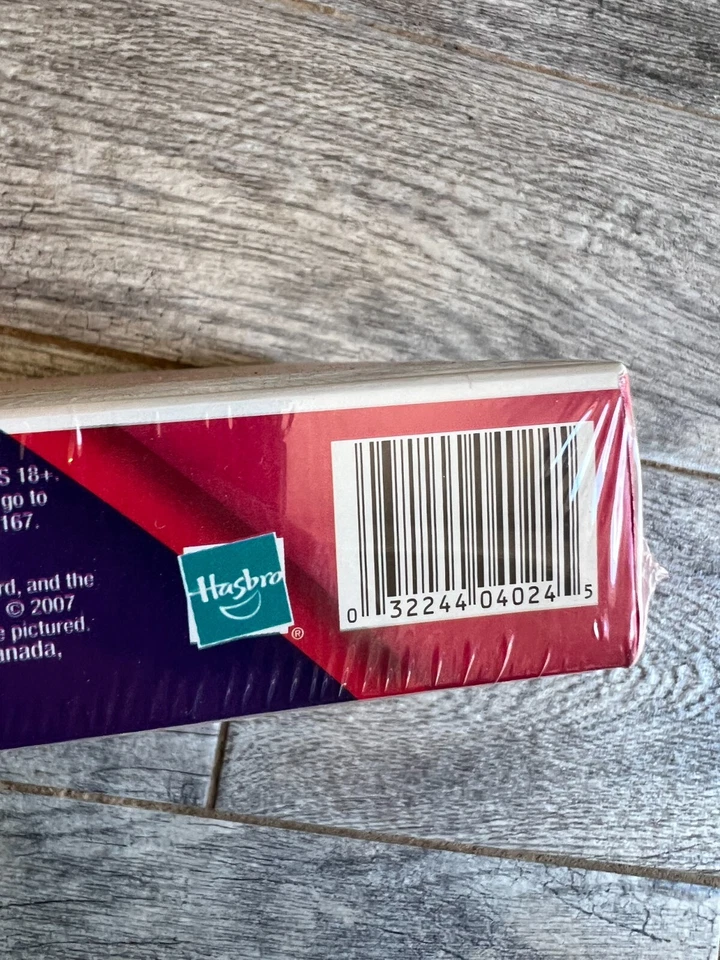 S 18+.
go to
167.
rd, and the
© 2007
e pictured.
anada,
Hasbro
®
0 32244 04024 5